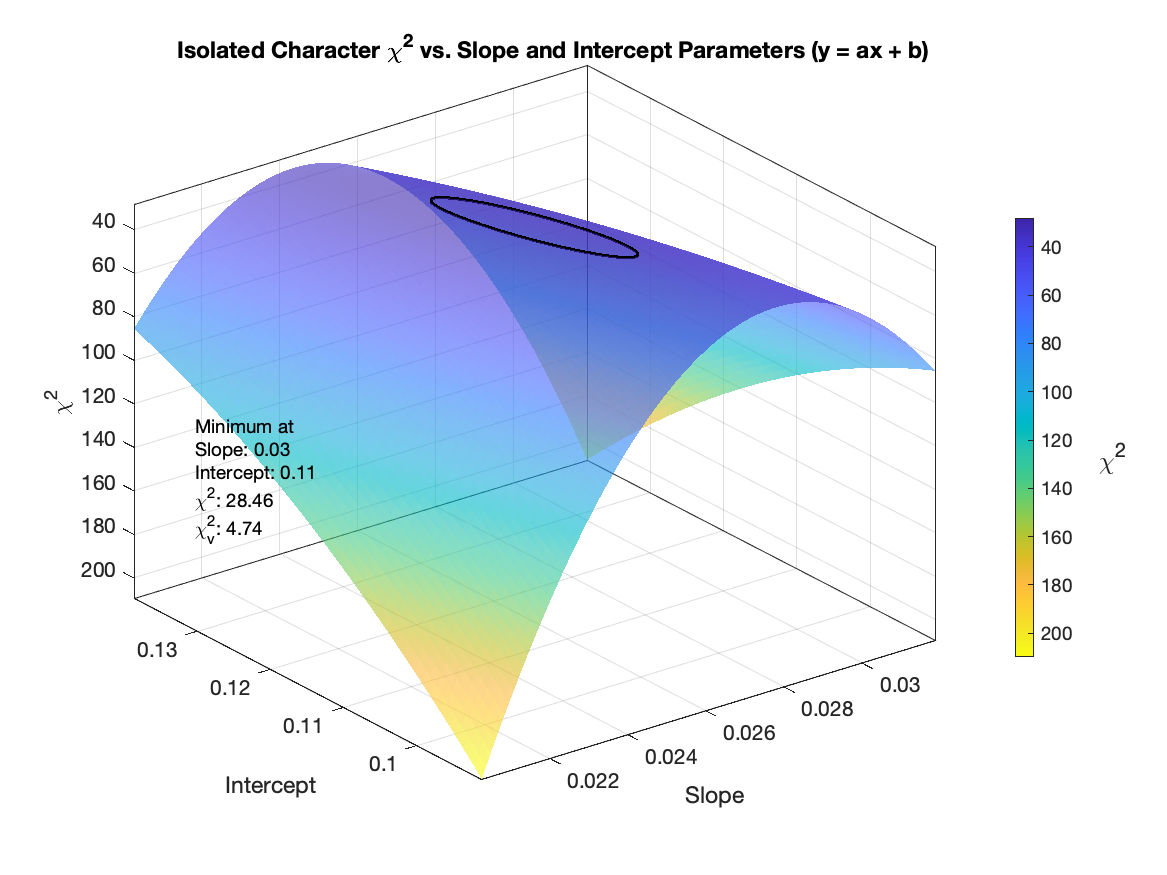 Isolated Character χ² vs. Slope and Intercept Parameters (y = ax + b)
40
60
80
100
120
140
160
180
200
χ²
Minimum at
Slope: 0.03
Intercept: 0.11
χ²: 28.46
χ²ᵥ: 4.74
0.13
0.12
0.11
0.1
Intercept
0.022
0.024
0.026
0.028
0.03
Slope
40
60
80
100
120
140
160
180
200
χ²